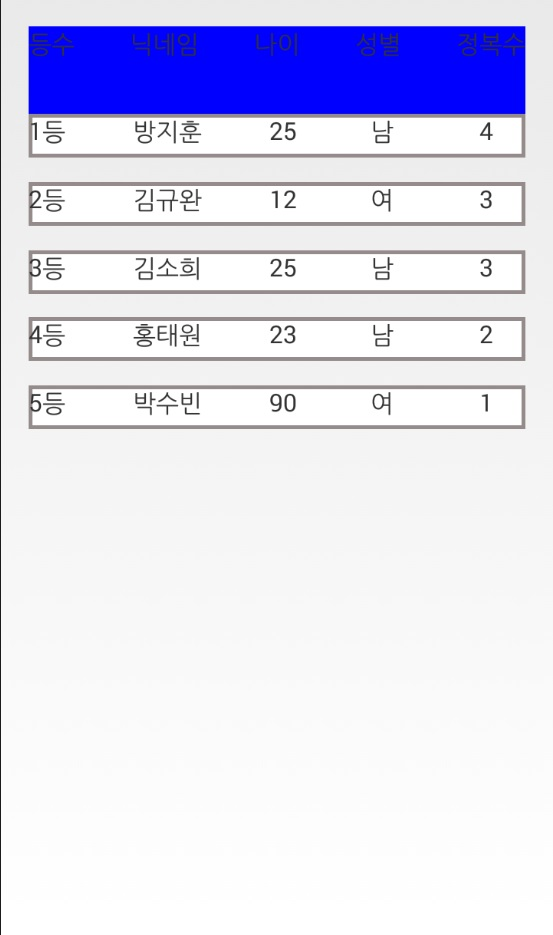 등수 닉네임 나이 성별 정복수
1등 방지훈 25 남 4
2등 김규완 12 여 3
3등 김소희 25 남 3
4등 홍태원 23 남 2
5등 박수빈 90 여 1